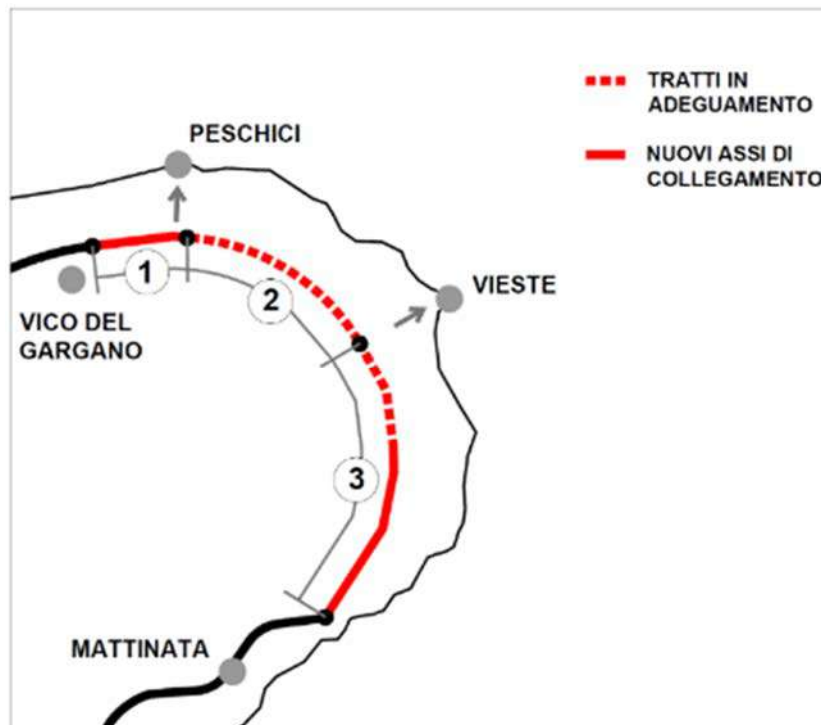 TRATTI IN
ADEGUAMENTO
PESCHICI
NUOVI ASSI DI
COLLEGAMENTO
1
2
VIESTE
VICO DEL
GARGANO
3
MATTINATA